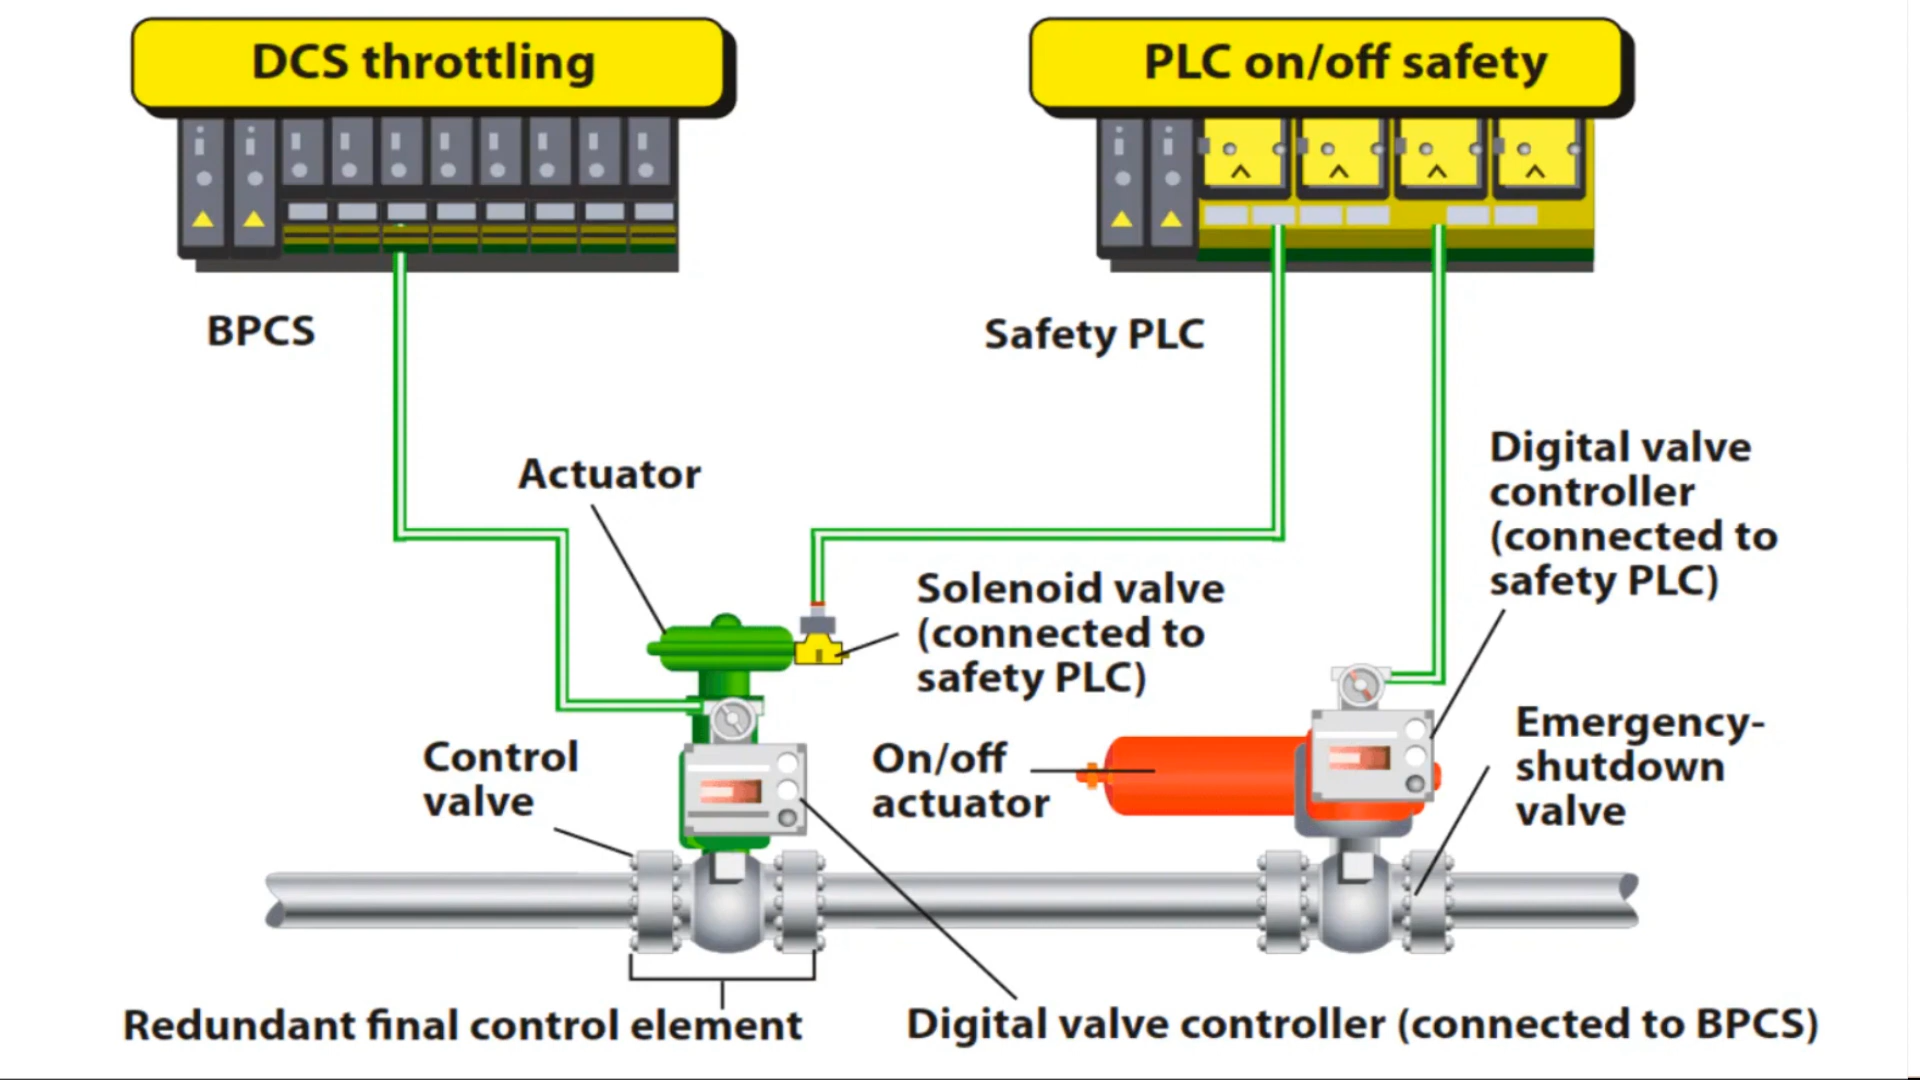 DCS throttling
PLC on/off safety
BPCS
Safety PLC
Actuator
Digital valve
controller
(connected to
safety PLC)
Solenoid valve
(connected to
safety PLC)
Control
valve
On/off
actuator
Emergency-
shutdown
valve
Redundant final control element
Digital valve controller (connected to BPCS)